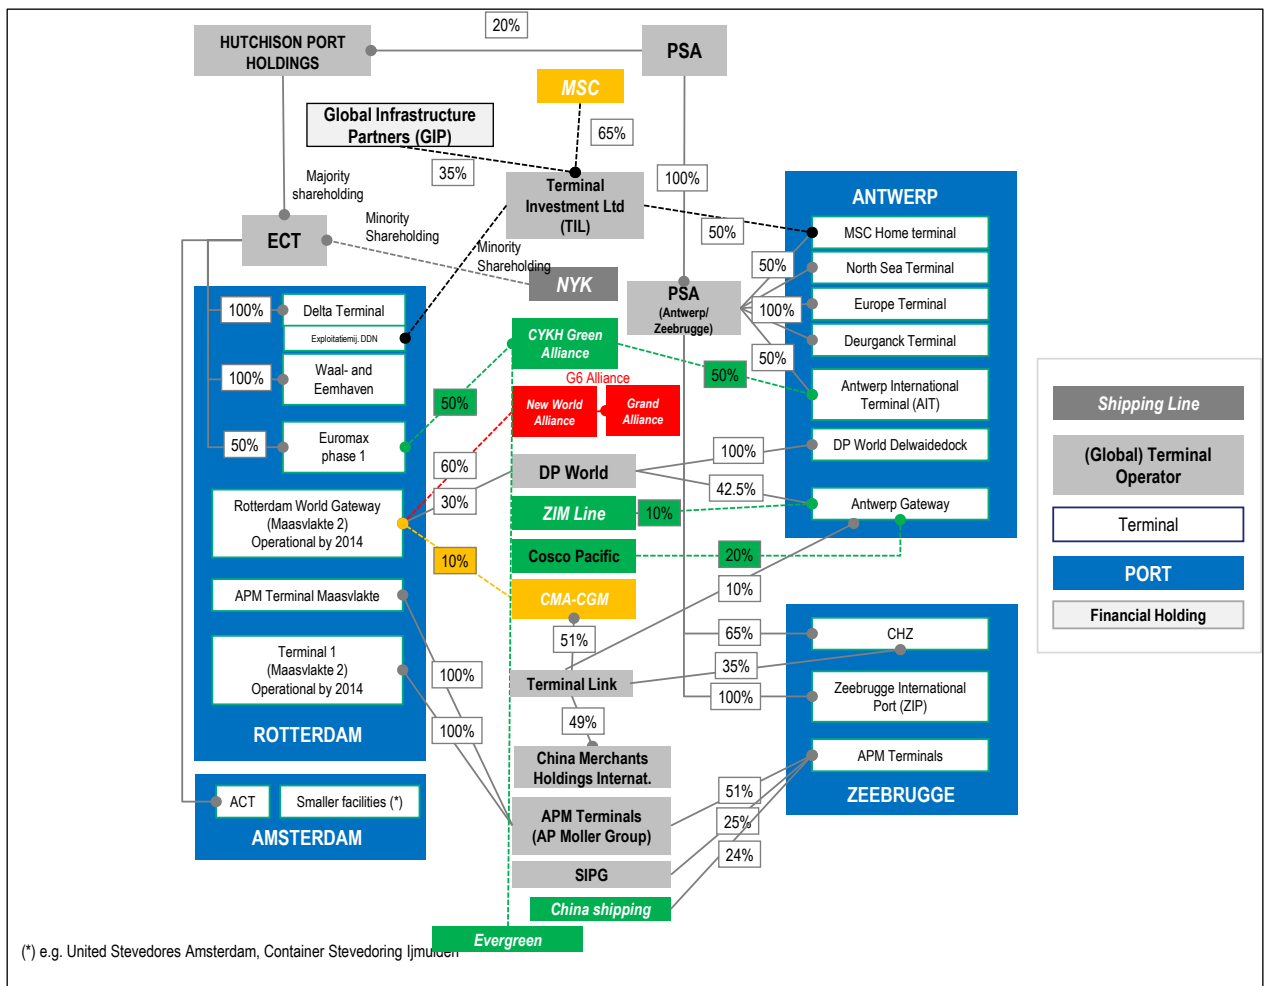 20%
HUTCHISON PORT
HOLDINGS
PSA
MSC
Global Infrastructure
Partners (GIP)
65%
35%
Majority
shareholding
Terminal
Investment Ltd
(TIL)
100%
ANTWERP
MSC Home terminal
North Sea Terminal
Europe Terminal
Deurganck Terminal
Antwerp International
Terminal (AIT)
DP World Delwaidedock
Antwerp Gateway
50%
ECT
Minority
Shareholding
Minority
Shareholding
NYK
PSA
(Antwerp/
Zeebrugge)
50%
100%
50%
100%
Delta Terminal
Exploitatiemij. DDN
100%
Waal- and
Eemhaven
50%
Euromax
phase 1
Rotterdam World Gateway
(Maasvlakte 2)
Operational by 2014
APM Terminal Maasvlakte
Terminal 1
(Maasvlakte 2)
Operational by 2014
ROTTERDAM
ACT
Smaller facilities (*)
AMSTERDAM
CYKH Green
Alliance
50%
50%
G6 Alliance
New World
Alliance
Grand
Alliance
60%
30%
10%
DP World
100%
42.5%
ZIM Line
10%
Cosco Pacific
20%
CMA-CGM
10%
51%
Terminal Link
49%
100%
100%
China Merchants
Holdings Internat.
APM Terminals
(AP Moller Group)
SIPG
China shipping
Evergreen
65%
35%
100%
51%
25%
24%
CHZ
Zeebrugge International
Port (ZIP)
APM Terminals
ZEEBRUGGE
Shipping Line
(Global) Terminal
Operator
Terminal
PORT
Financial Holding
(*) e.g. United Stevedores Amsterdam, Container Stevedoring Ijmuiden